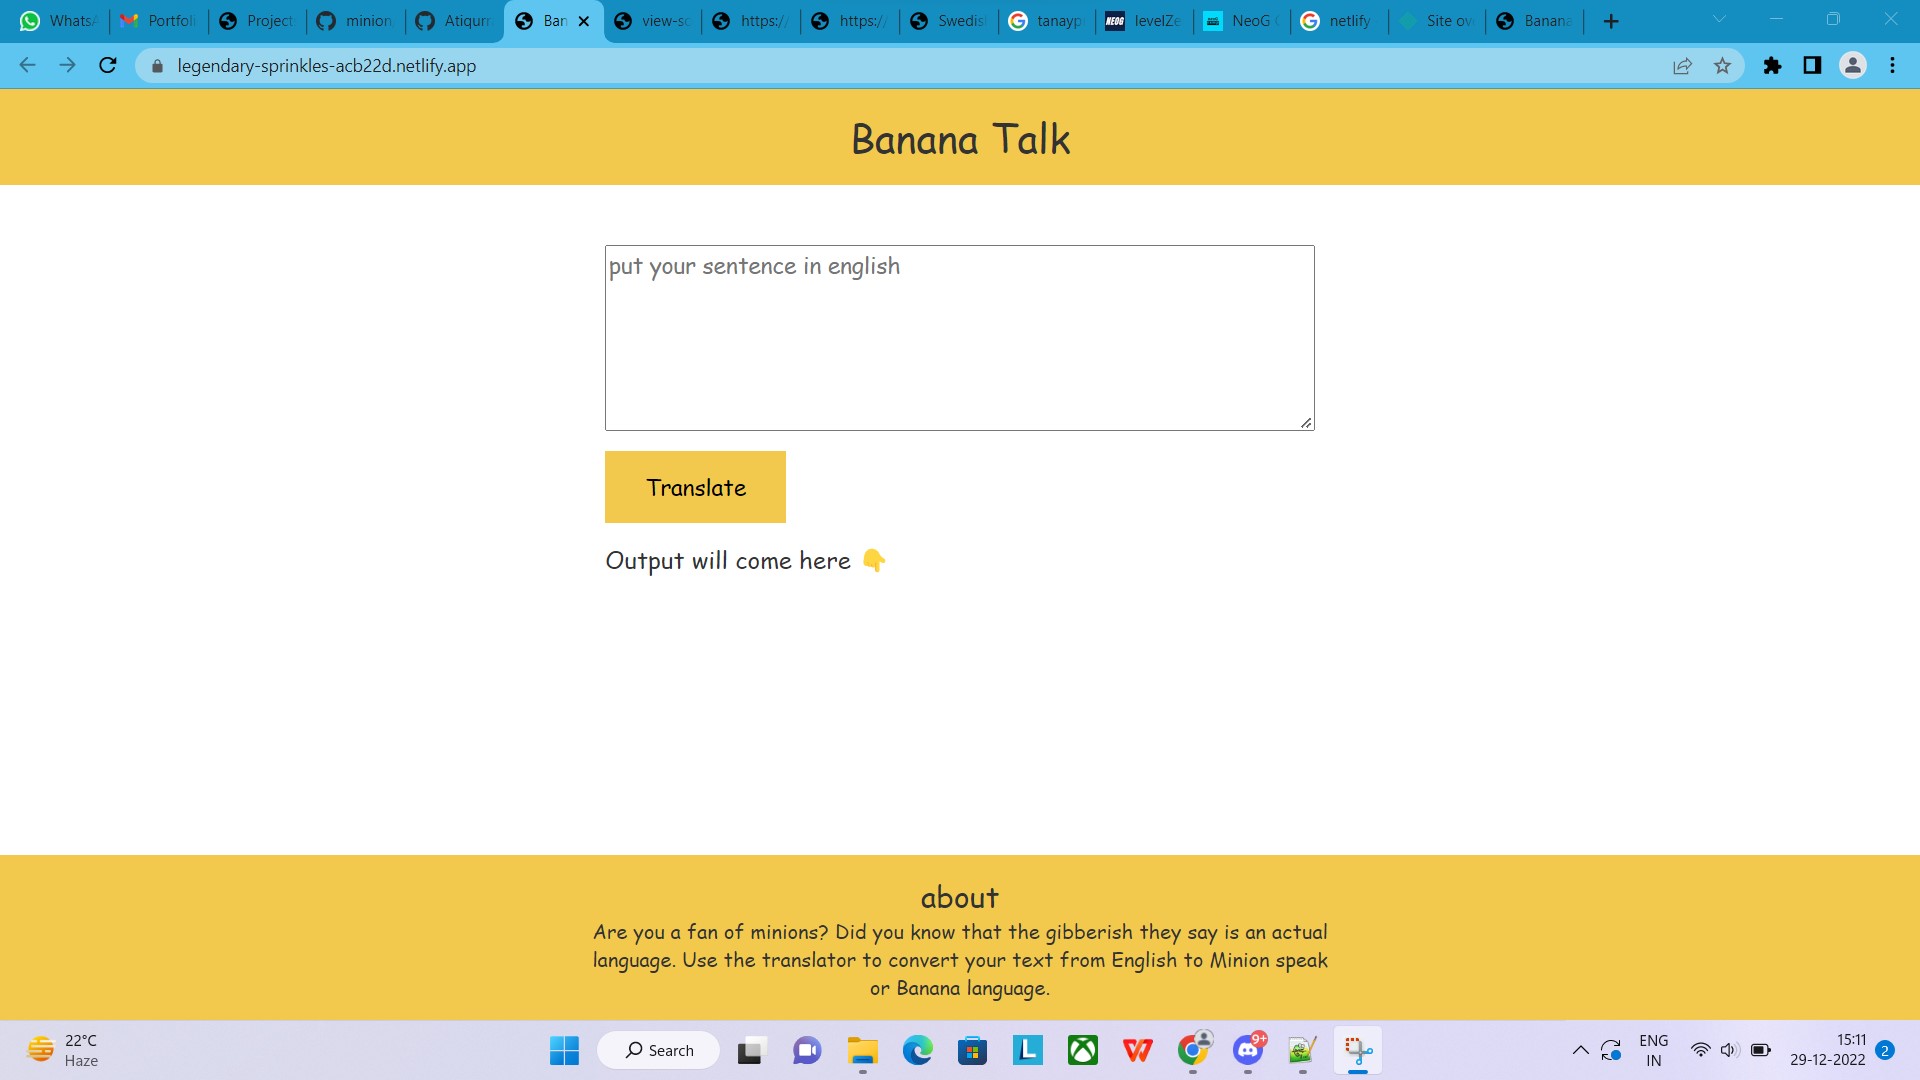 WhatsA
Portfoli
Project
minion
Atiqurr
Ban
view-so
https://
https://
Swedis
tanayp
NEOG
levelZe
NeoG C
netlify
Site ov
Banana
legendary-sprinkles-acb22d.netlify.app
Banana Talk
put your sentence in english
Translate
Output will come here 👇
about
Are you a fan of minions? Did you know that the gibberish they say is an actual
language. Use the translator to convert your text from English to Minion speak
or Banana language.
22°C
Haze
Search
9+
ENG
IN
15:11
29-12-2022
2